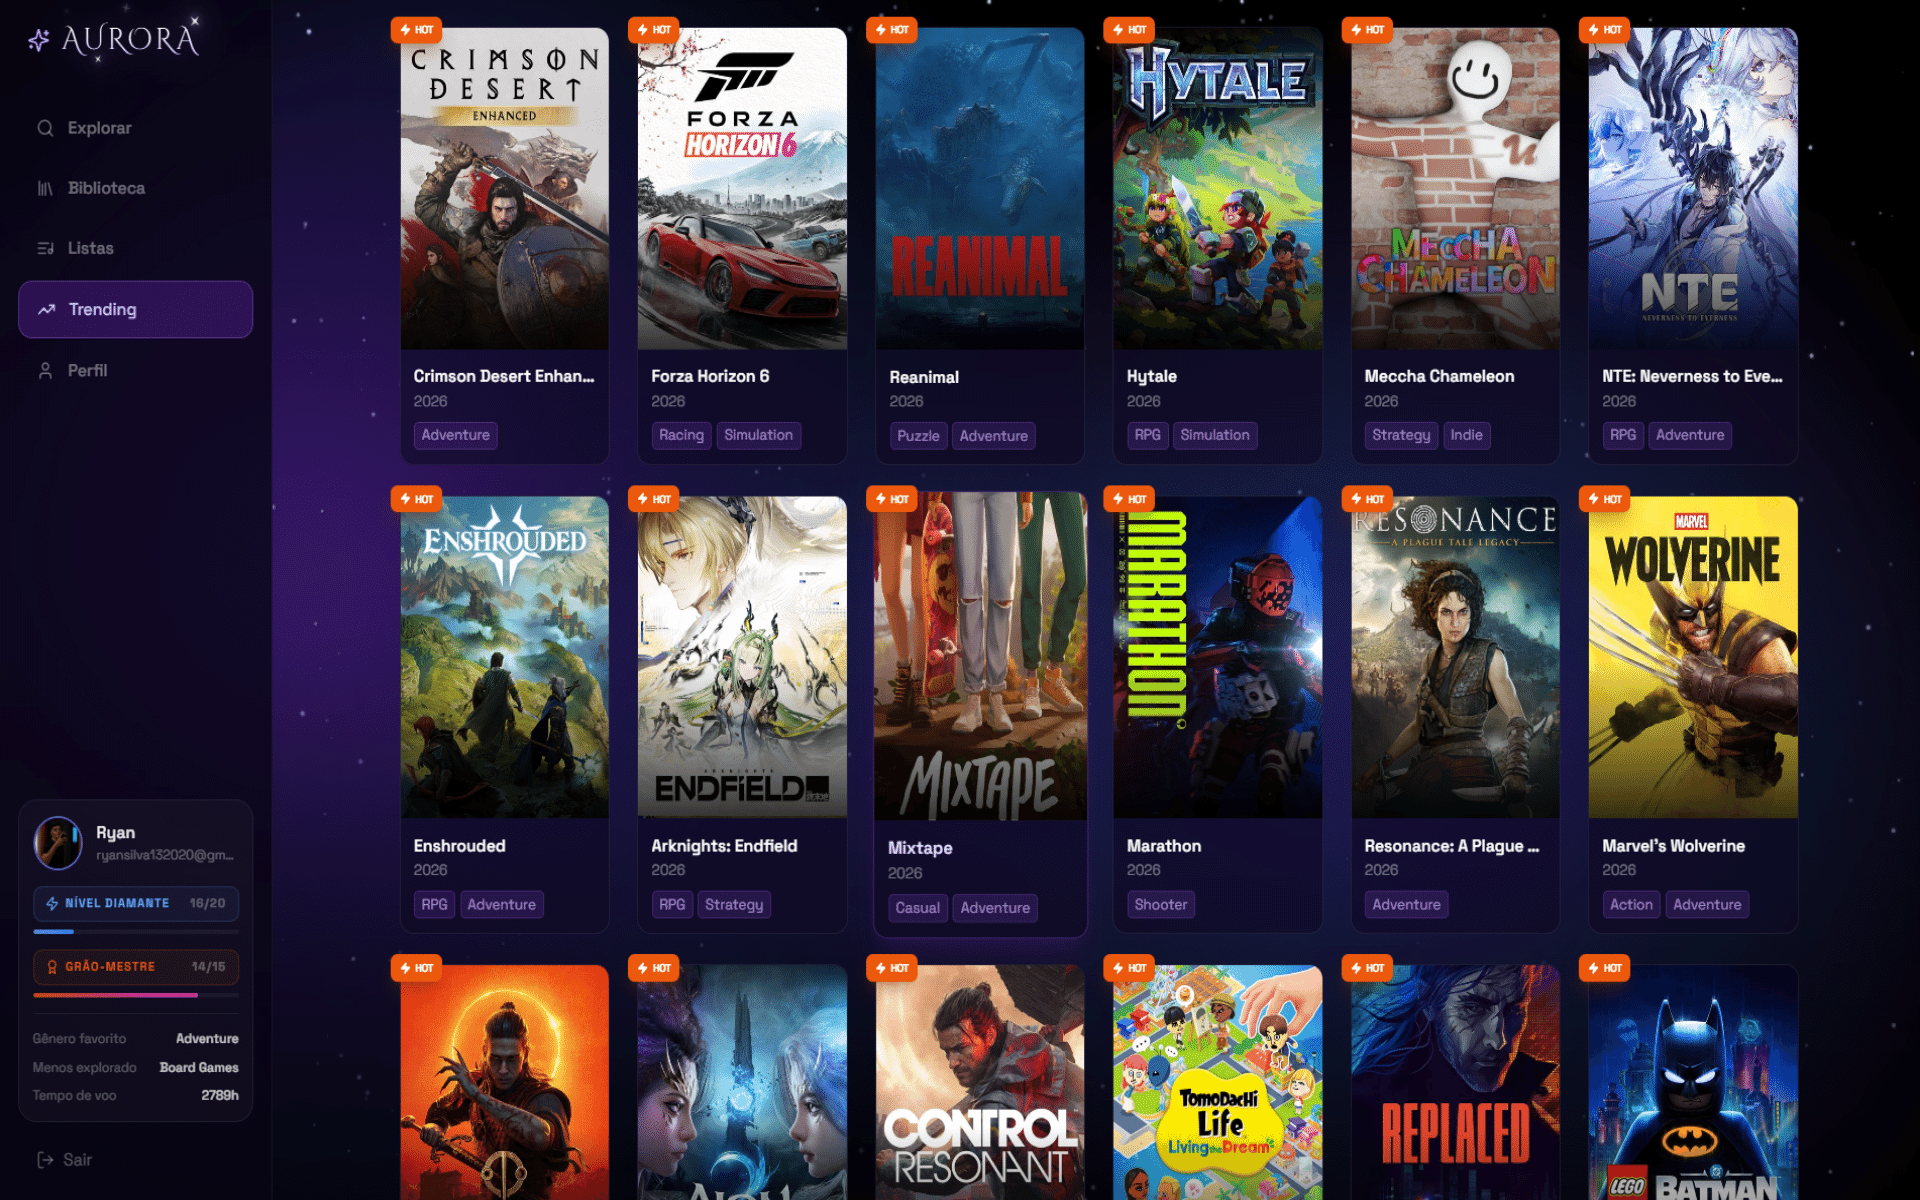 AURORA
Explorar
Biblioteca
Listas
Trending
Perfil
Ryan
ryansilva132020@gm...
NÍVEL DIAMANTE 16/20
GRÃO-MESTRE 14/15
Gênero favorito Adventure
Menos explorado Board Games
Tempo de voo 2789h
Sair
HOT
CRIMSON
DESERT
ENHANCED
Crimson Desert Enhan...
2026
Adventure
HOT
FORZA
HORIZON 6
Forza Horizon 6
2026
Racing Simulation
HOT
REANIMAL
Reanimal
2026
Puzzle Adventure
HOT
HYTALE
Hytale
2026
RPG Simulation
HOT
MECCHA
CHAMELEON
Meccha Chameleon
2026
Strategy Indie
HOT
NTE
NEVERNESS TO EVERNESS
NTE: Neverness to Eve...
2026
RPG Adventure
HOT
ENSHROUDED
Enshrouded
2026
RPG Adventure
HOT
ARKNIGHTS
ENDFIELD
Arknights: Endfield
2026
RPG Strategy
HOT
MIXTAPE
Mixtape
2026
Casual Adventure
HOT
MARATHON
Marathon
2026
Shooter
HOT
RESONANCE
A PLAGUE TALE LEGACY
Resonance: A Plague ...
2026
Adventure
HOT
MARVEL
WOLVERINE
Marvel's Wolverine
2026
Action Adventure
HOT
HOT
HOT
CONTROL
RESONANT
HOT
TOMODACHI
Life
Living the Dream
HOT
REPLACED
HOT
LEGO
BATMAN